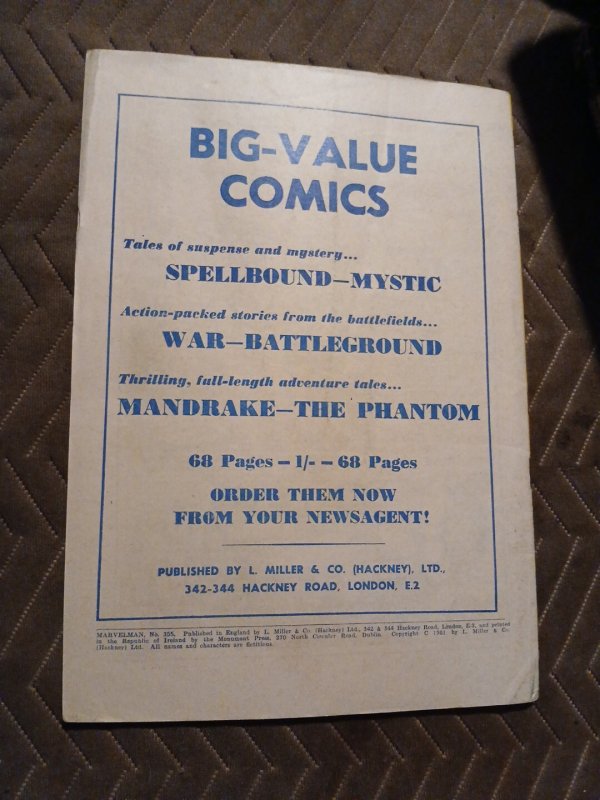 BIG-VALUE
COMICS
Tales of suspense and mystery...
SPELLBOUND—MYSTIC
Action-packed stories from the battlefields...
WAR—BATTLEGROUND
Thrilling, full-length adventure tales...
MANDRAKE—THE PHANTOM
68 Pages – 1/- – 68 Pages
ORDER THEM NOW
FROM YOUR NEWSAGENT!
PUBLISHED BY L. MILLER & CO. (HACKNEY), LTD.,
342-344 HACKNEY ROAD, LONDON, E.2
MARVELMAN, No. 355. Published in England by L. Miller & Co. (Hackney) Ltd., 342 & 344 Hackney Road, London, E.2, and printed
in the Republic of Ireland by the Monument Press, 370 North Circular Road, Dublin. Copyright © 1961 by L. Miller & Co.
(Hackney) Ltd. All names and characters are fictitious.